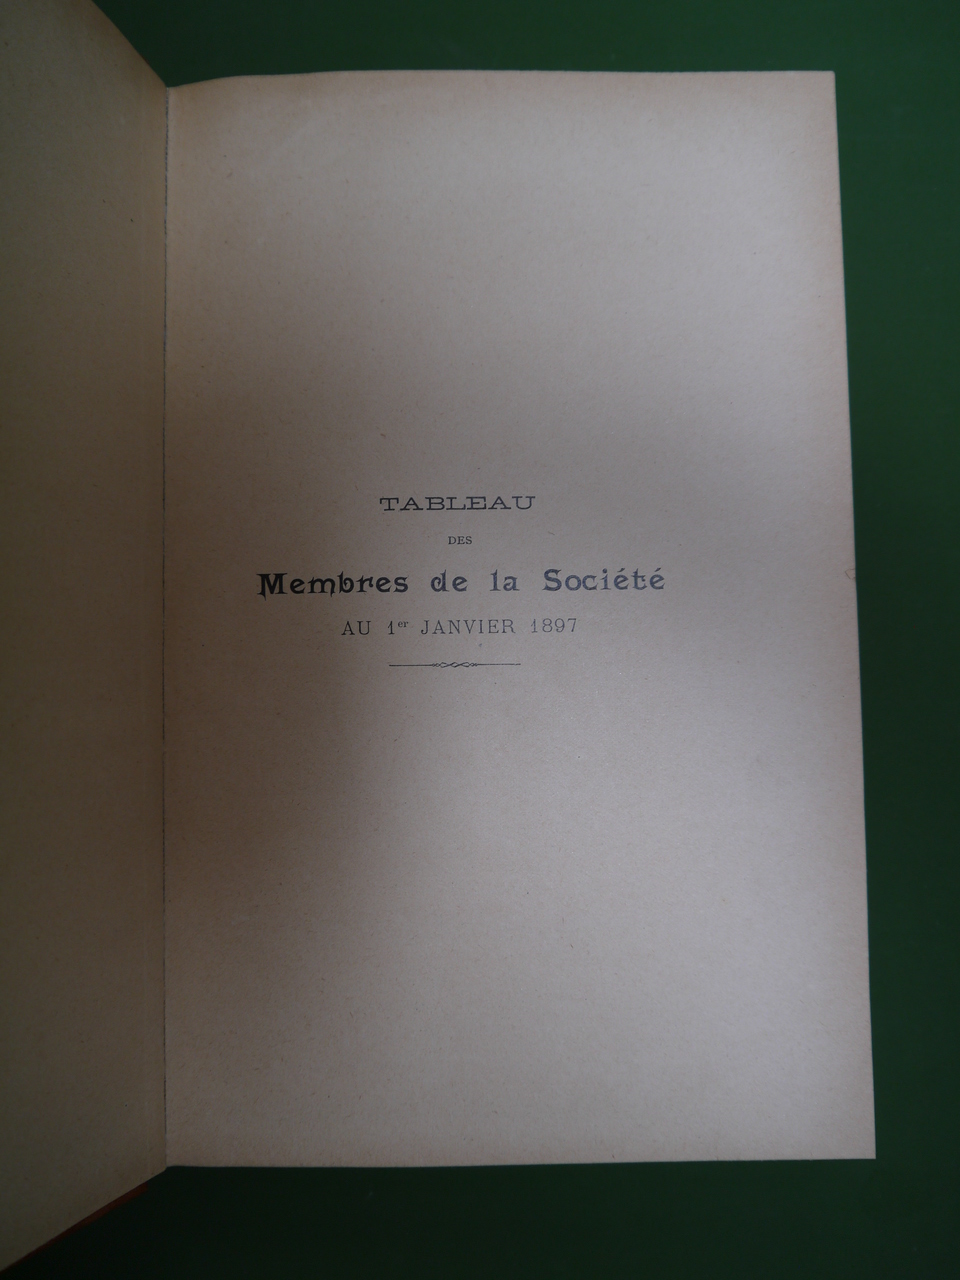 TABLEAU
DES
Membres de la Société
AU 1er JANVIER 1897